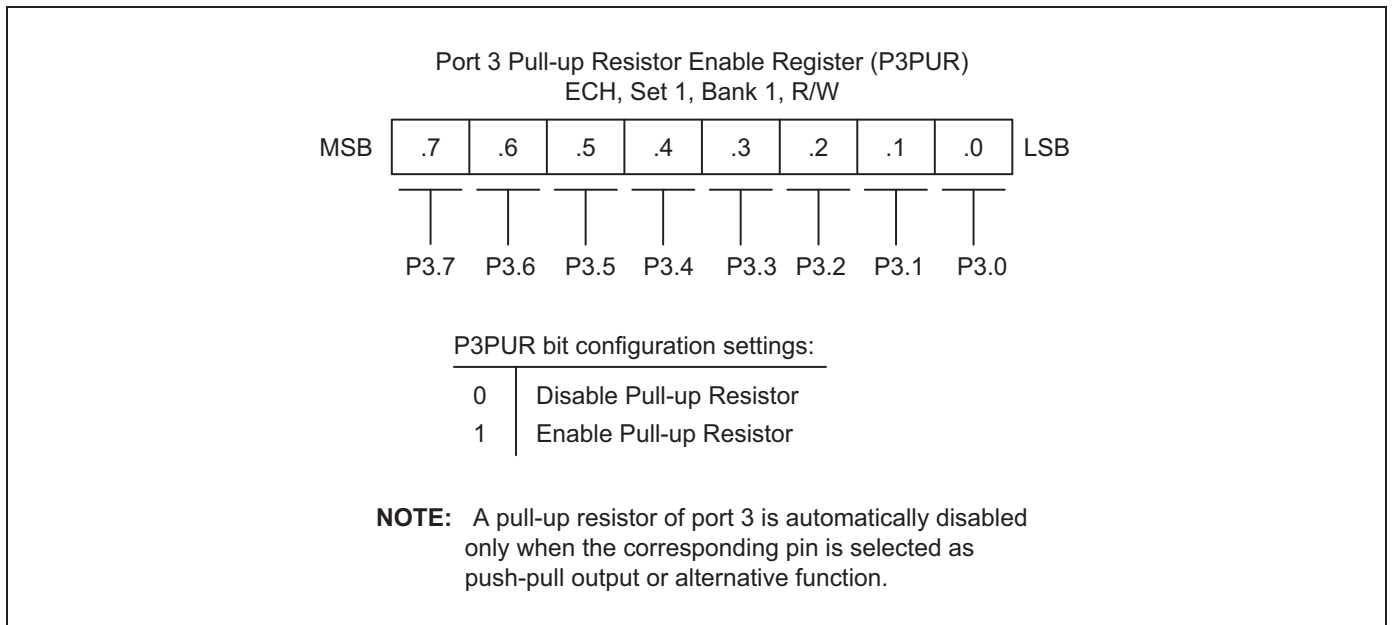 Port 3 Pull-up Resistor Enable Register (P3PUR)
ECH, Set 1, Bank 1, R/W
MSB .7 .6 .5 .4 .3 .2 .1 .0 LSB
P3.7 P3.6 P3.5 P3.4 P3.3 P3.2 P3.1 P3.0
P3PUR bit configuration settings:
0 Disable Pull-up Resistor
1 Enable Pull-up Resistor
NOTE: A pull-up resistor of port 3 is automatically disabled
only when the corresponding pin is selected as
push-pull output or alternative function.